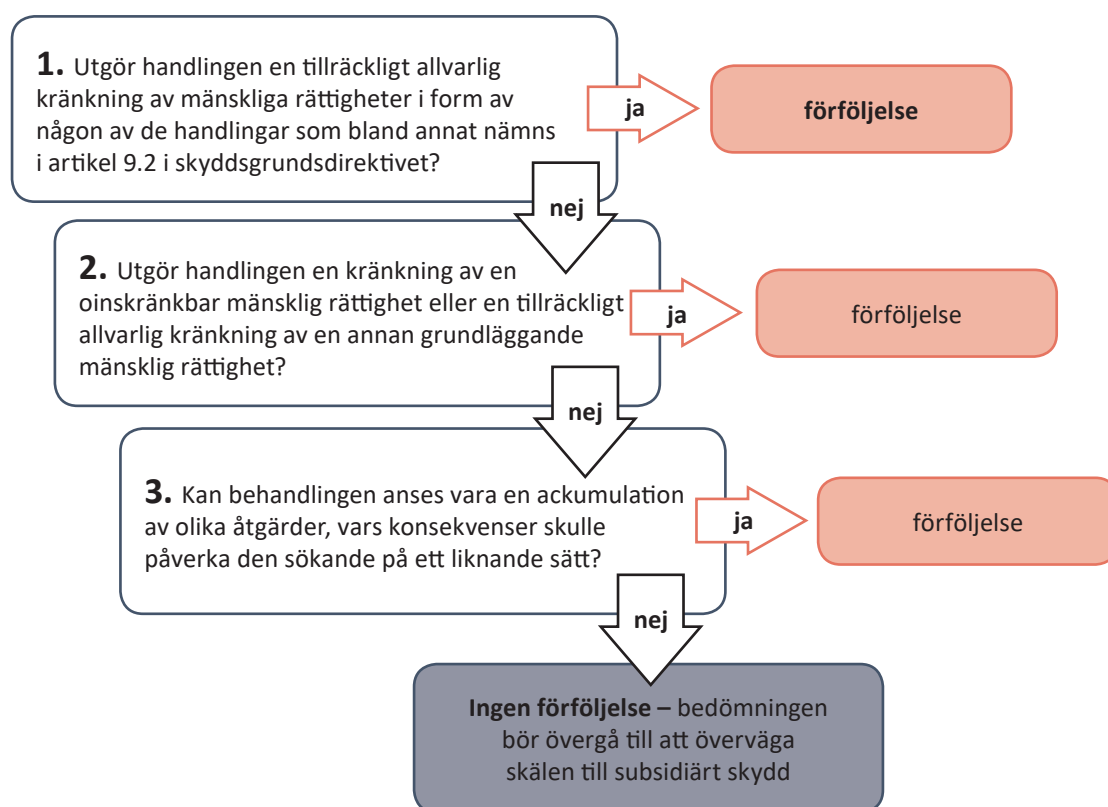 1. Utgör handlingen en tillräckligt allvarlig
kränkning av mänskliga rättigheter i form av
någon av de handlingar som bland annat nämns
i artikel 9.2 i skyddsgrundsdirektivet?
ja
förföljelse
nej
2. Utgör handlingen en kränkning av en
oinskränkbar mänsklig rättighet eller en tillräckligt
allvarlig kränkning av en annan grundläggande
mänsklig rättighet?
ja
förföljelse
nej
3. Kan behandlingen anses vara en ackumulation
av olika åtgärder, vars konsekvenser skulle
påverka den sökande på ett liknande sätt?
ja
förföljelse
nej
Ingen förföljelse – bedömningen
bör övergå till att överväga
skälen till subsidiärt skydd